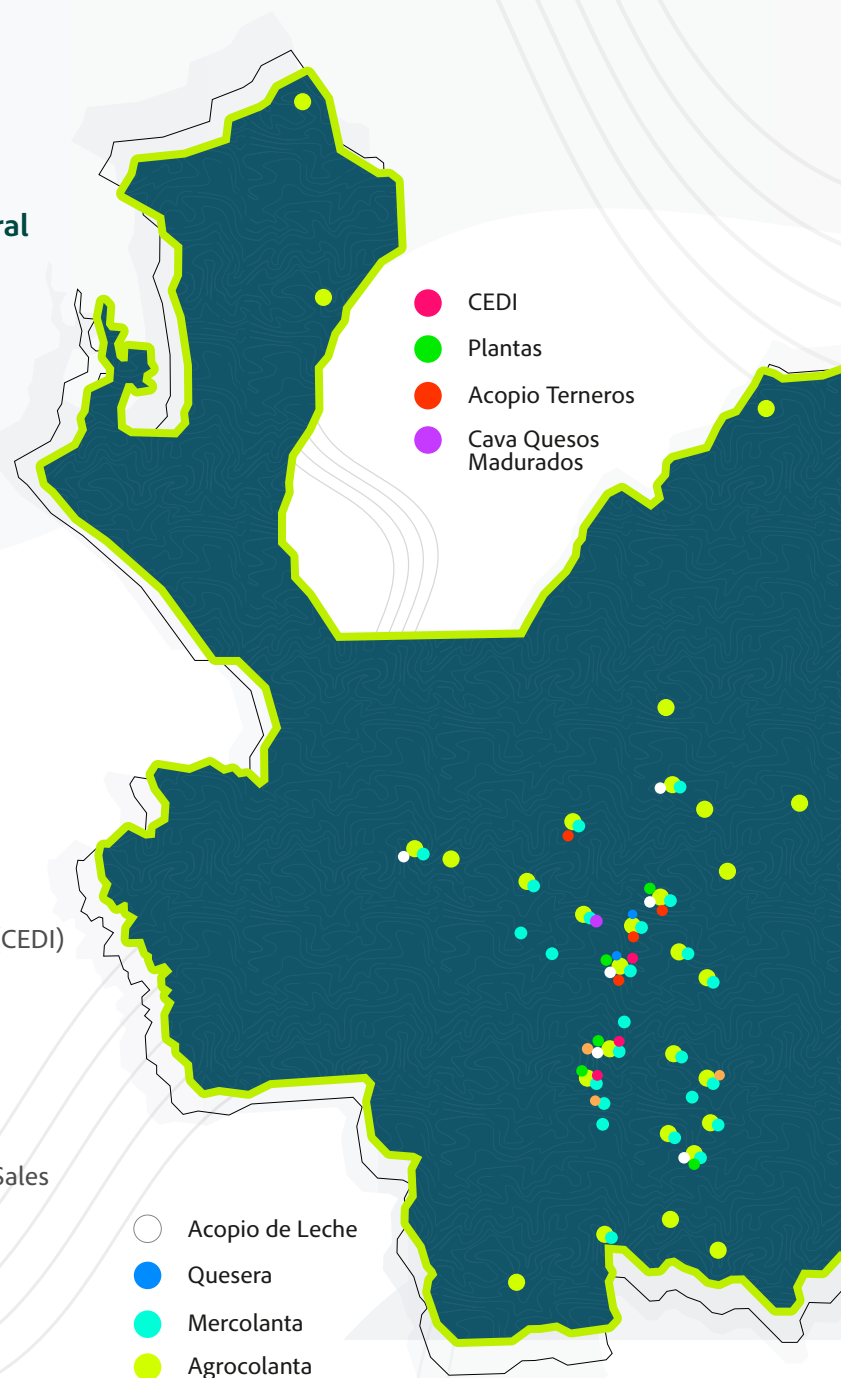 ral
CEDI
Plantas
Acopio Terneros
Cava Quesos
Madurados
CEDI)
Sales
Acopio de Leche
Quesera
Mercolanta
Agrocolanta